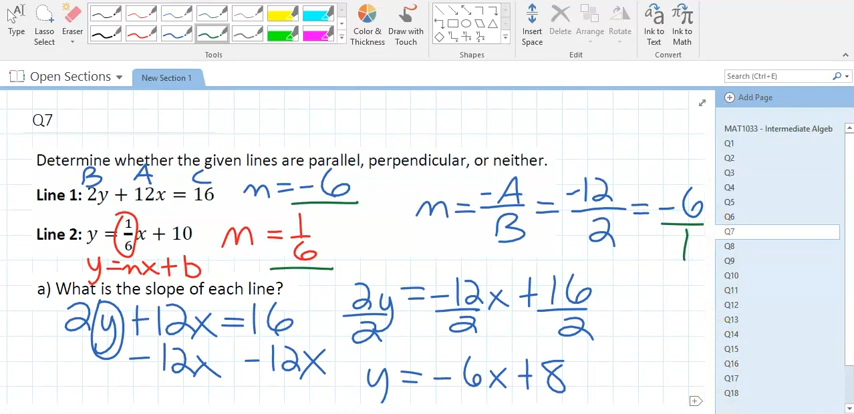 Type
Lasso Select
Eraser
Color & Thickness
Draw with Touch
Insert Space
Delete
Arrange
Rotate
Ink to Text
Ink to Math
Tools
Shapes
Edit
Convert
Open Sections
New Section 1
Search (Ctrl+E)
Add Page
MAT1033 - Intermediate Algeb
Q1
Q2
Q3
Q4
Q5
Q6
Q7
Q8
Q9
Q10
Q11
Q12
Q13
Q14
Q15
Q16
Q17
Q18
Q7
Determine whether the given lines are parallel, perpendicular, or neither.
B A C
Line 1: 2y + 12x = 16 m = -6
m = -A/B = -12/2 = -6/1
Line 2: y = 1/6 x + 10 m = 1/6
y = mx + b
a) What is the slope of each line?
2y + 12x = 16
-12x -12x
2y/2 = -12x/2 + 16/2
y = -6x + 8